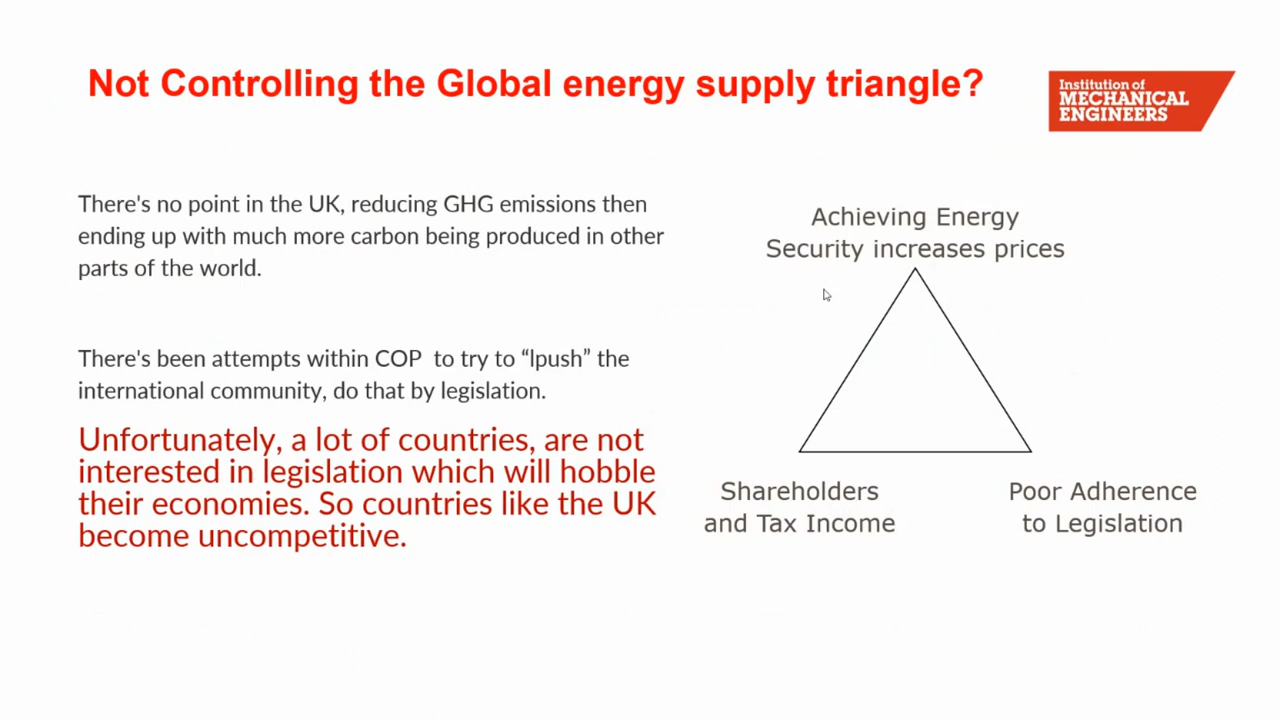 Not Controlling the Global energy supply triangle?
Institution of
MECHANICAL
ENGINEERS
There's no point in the UK, reducing GHG emissions then
ending up with much more carbon being produced in other
parts of the world.
There's been attempts within COP  to try to “lpush” the
international community, do that by legislation.
Unfortunately, a lot of countries, are not
interested in legislation which will hobble
their economies. So countries like the UK
become uncompetitive.
Achieving Energy
Security increases prices
Shareholders
and Tax Income
Poor Adherence
to Legislation